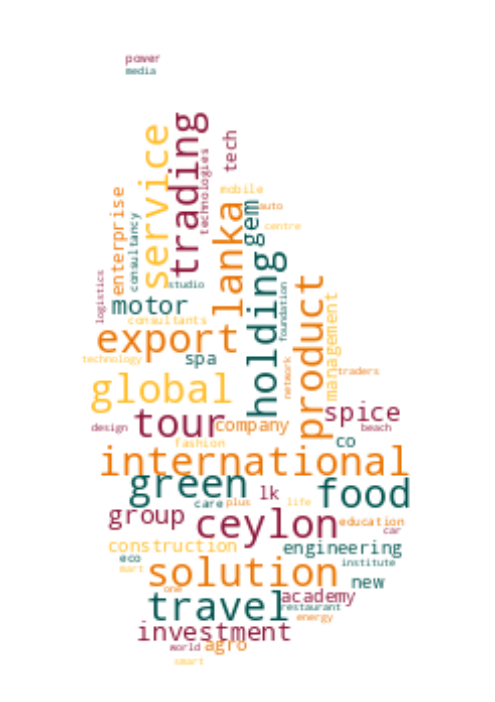 power
media
service
trading
tech
technologies
mobile
enterprise
consultancy
lanka
gem
auto
centre
logistics
studio
motor
holding
foundation
product
management
consultants
export
technology
spa
network
traders
global
design
tour
company
spice
beach
co
fashion
international
green
lk
food
care
plus
life
group
ceylon
education
car
construction
engineering
eco
institute
mart
solution
new
one
academy
travel
restaurant
energy
investment
world
agro
smart